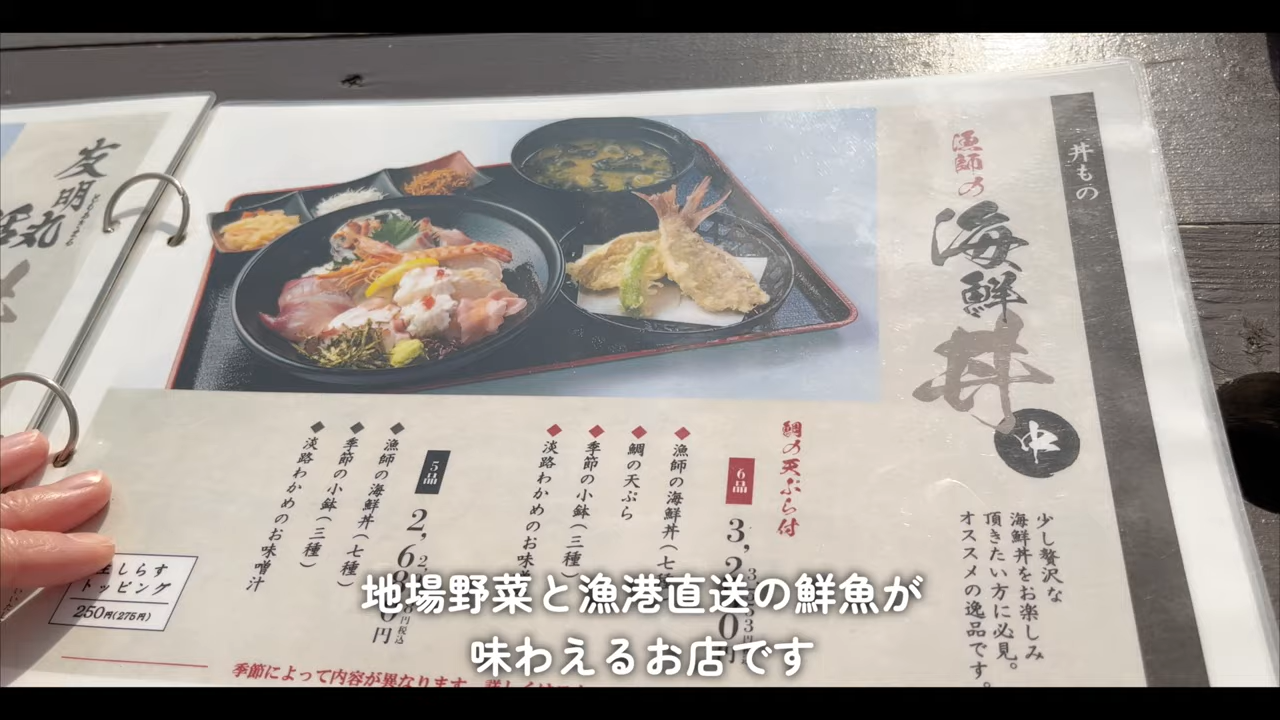 丼もの
漁師の
海鮮丼
中
少し贅沢な
海鮮丼をお楽しみ
頂きたい方に必見。
オススメの逸品です。
鯛の天ぷら付
6品
◆漁師の海鮮丼(七
◆鯛の天ぷら
◆季節の小鉢(三種)
◆淡路わかめのお味噌
5品
◆漁師の海鮮丼(七種)
◆季節の小鉢(三種)
◆淡路わかめのお味噌汁
生しらす
トッピング
250円(275円)
季節によって内容が異なります。
友明丸
地場野菜と漁港直送の鮮魚が
味わえるお店です